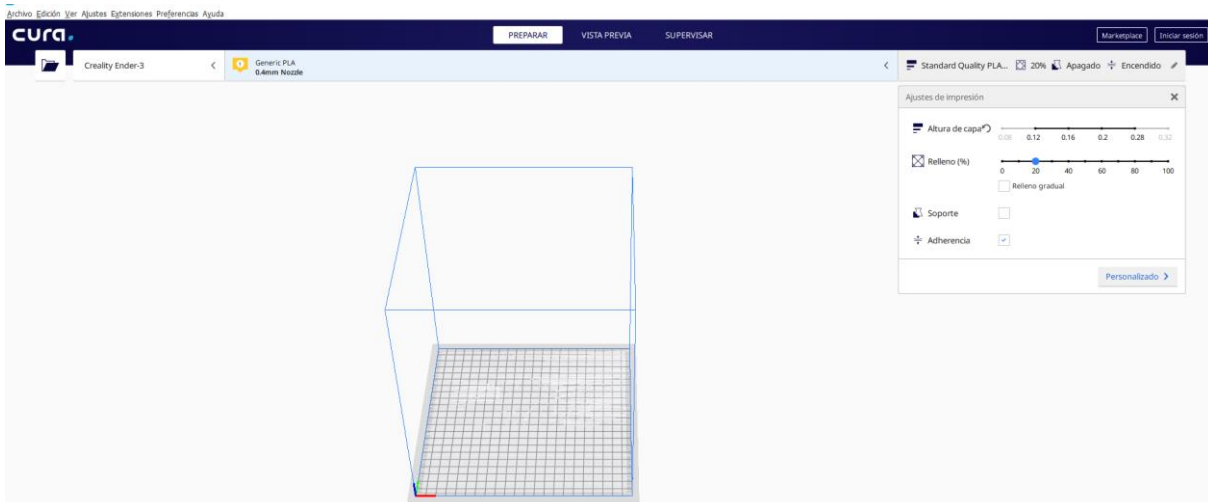 Archivo Edición Ver Ajustes Extensiones Preferencias Ayuda
cura.
PREPARAR VISTA PREVIA SUPERVISAR
Marketplace Iniciar sesión
Creality Ender-3
1 Generic PLA
0.4mm Nozzle
Standard Quality PLA... 20% Apagado Encendido
Ajustes de impresión
Altura de capa
0.08 0.12 0.16 0.2 0.28 0.32
Relleno (%)
0 20 40 60 80 100
Relleno gradual
Soporte
Adherencia
Personalizado